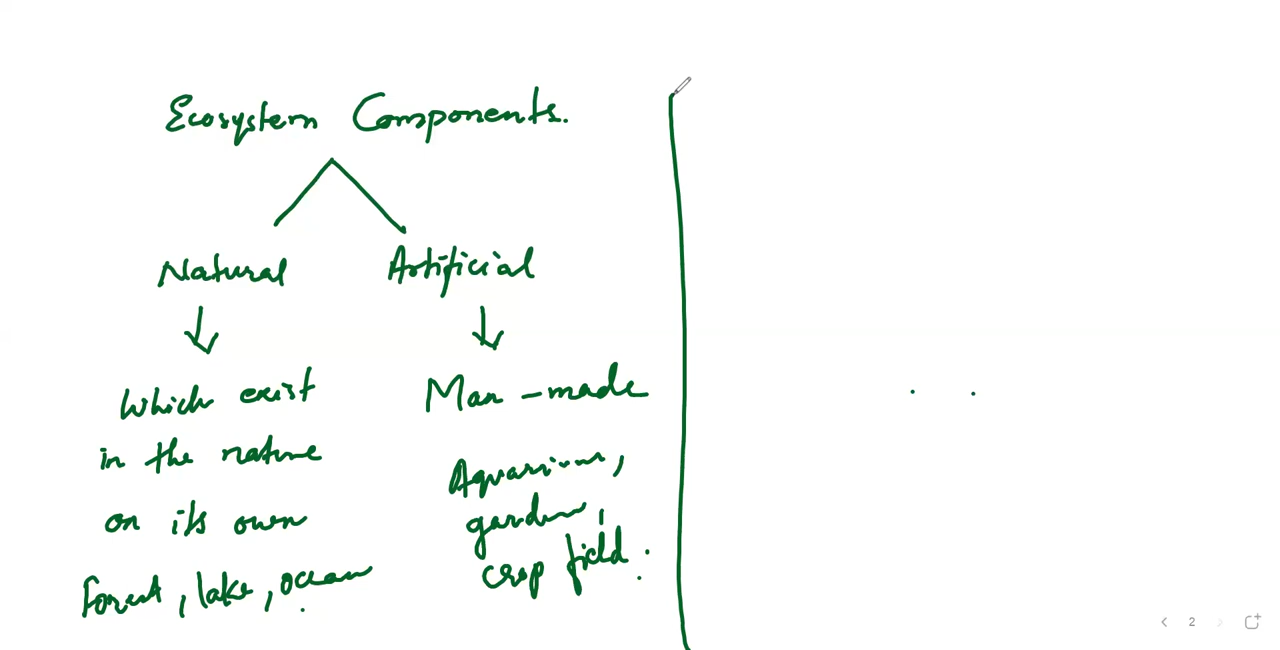 Ecosystem Components.
Natural Artificial
Which exist
in the nature
on its own
Forest, lake, ocean
Man-made
Aquarium,
garden,
crop field.
2